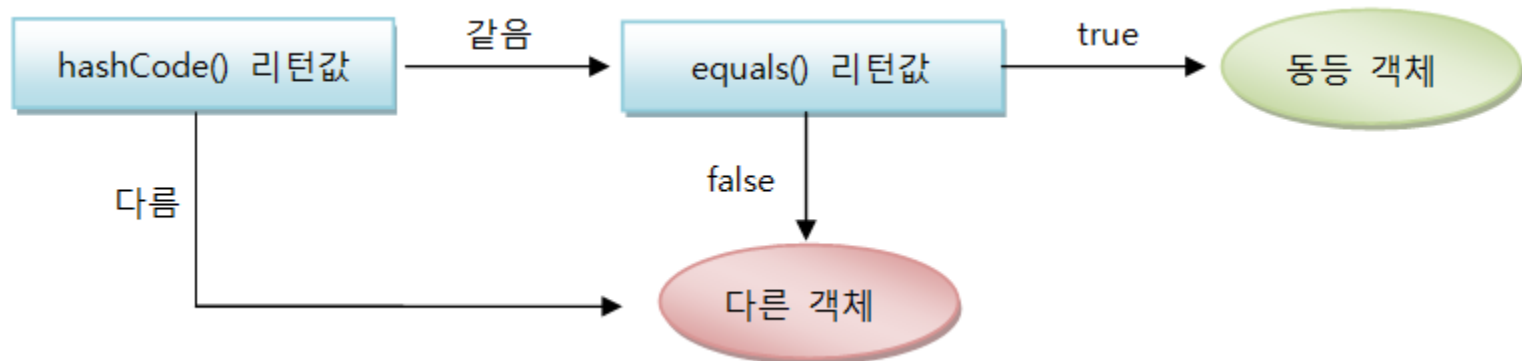 hashCode() 리턴값
같음
equals() 리턴값
true
동등 객체
다름
false
다른 객체